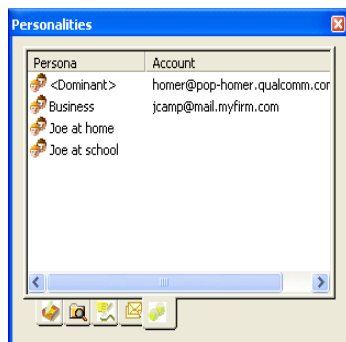 Personalities
Persona Account
<Dominant> homer@pop-homer.qualcomm.cor
Business jcamp@mail.myfirm.com
Joe at home
Joe at school